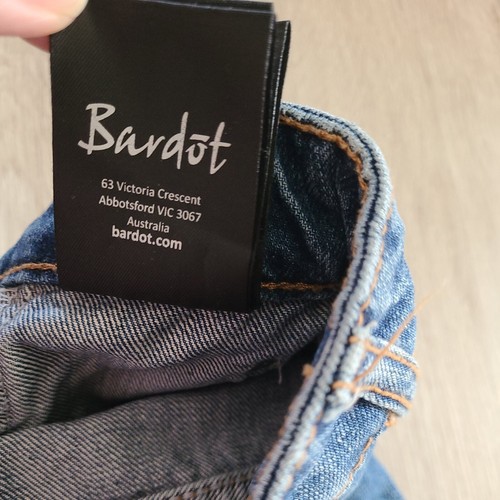 Bardōt
63 Victoria Crescent
Abbotsford VIC 3067
Australia
bardot.com